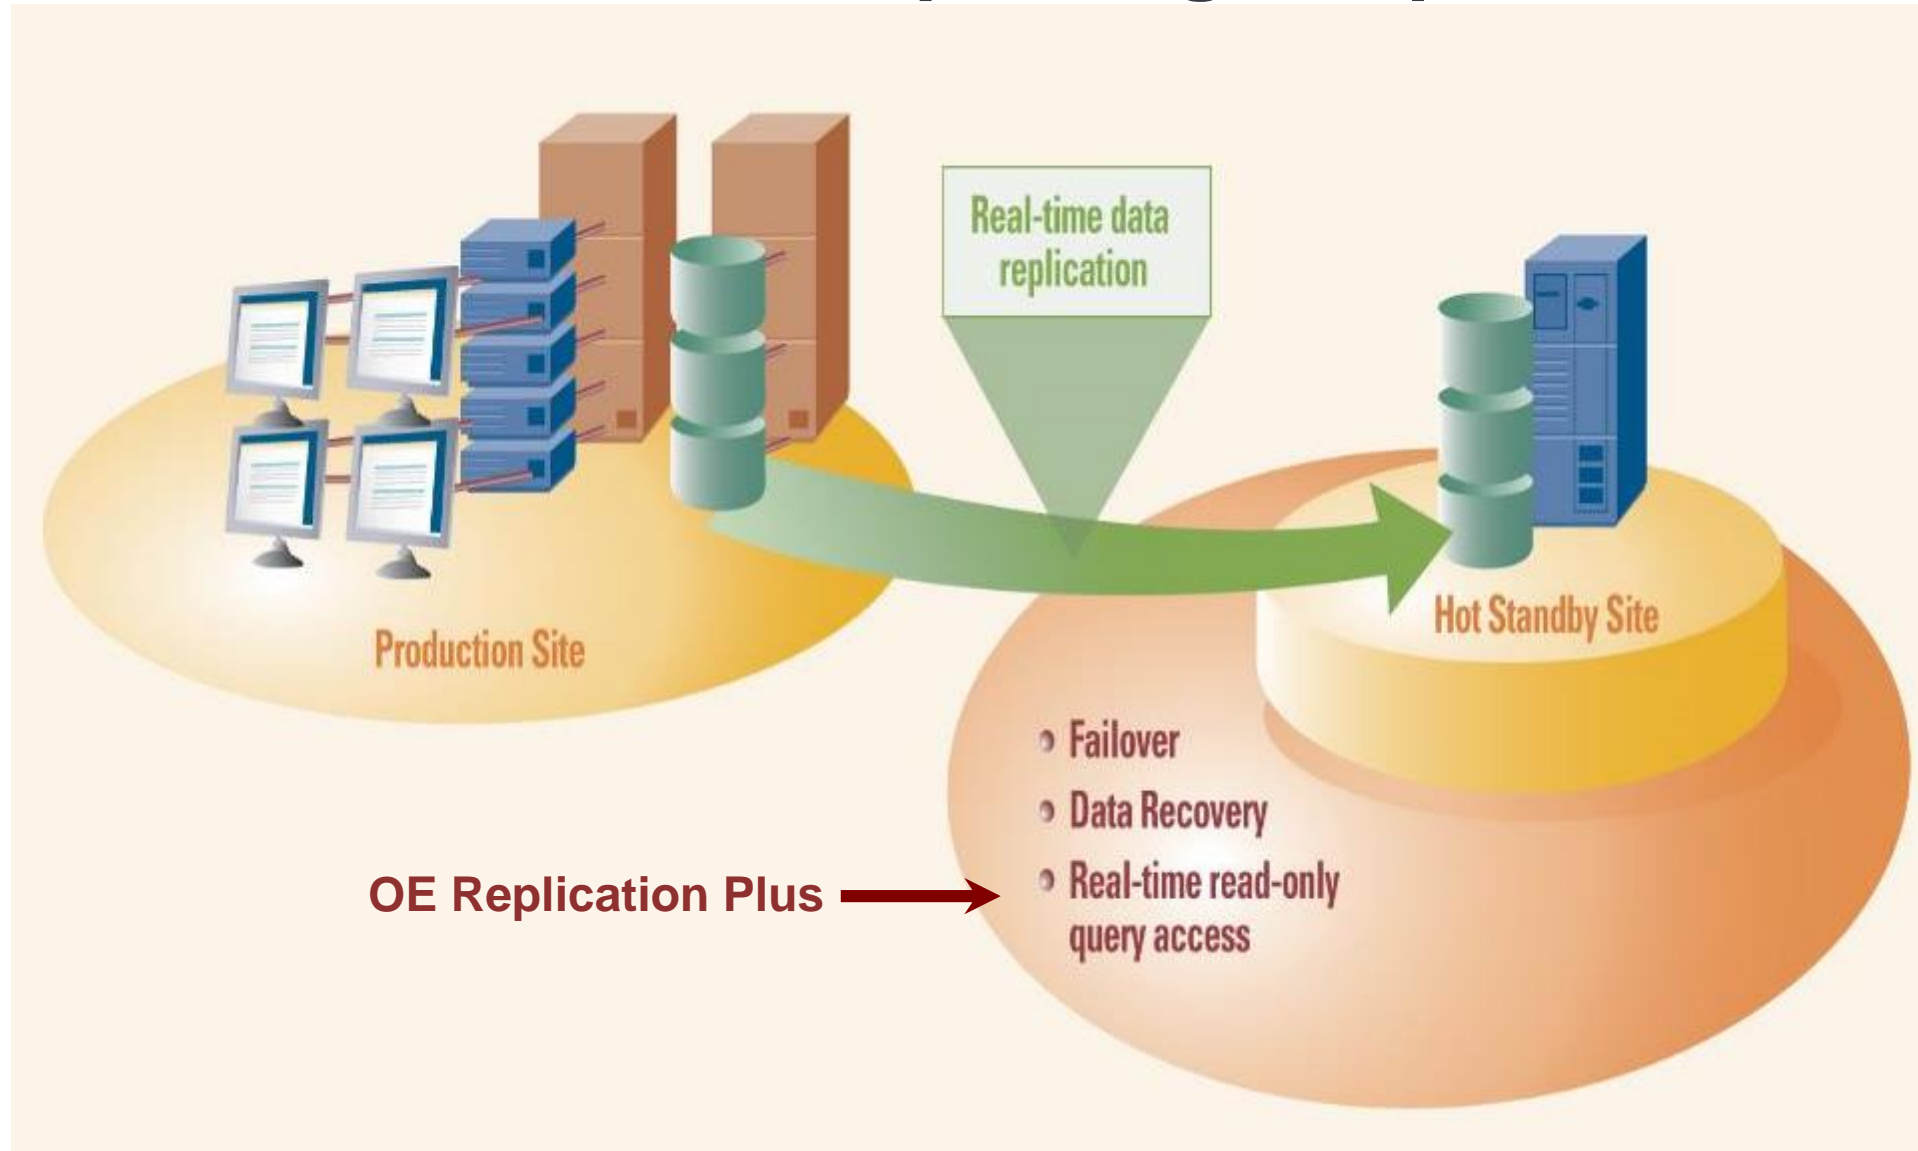 Real-time data
replication
Production Site
Hot Standby Site
• Failover
• Data Recovery
• Real-time read-only
query access
OE Replication Plus